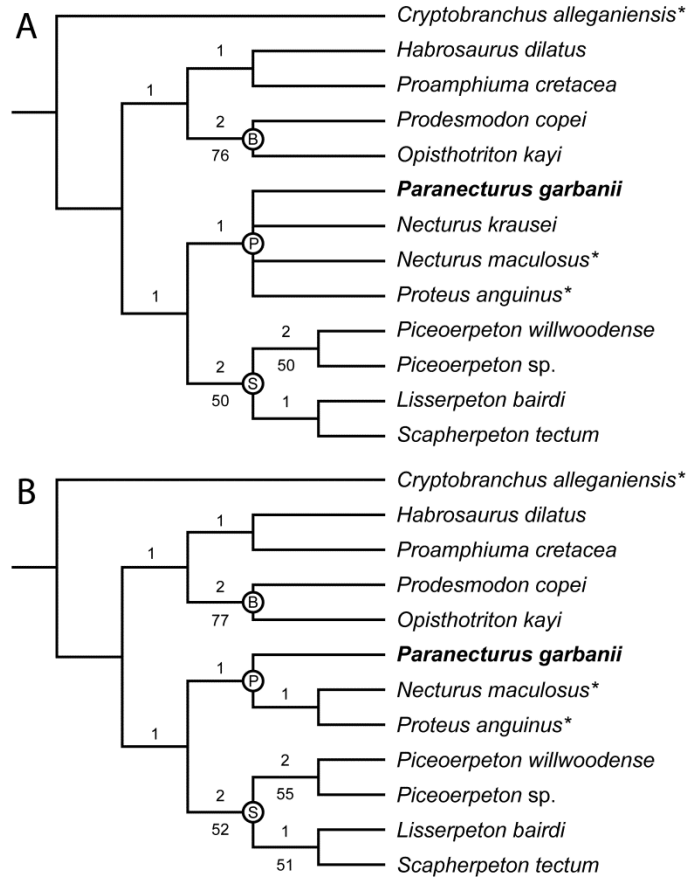 A
Cryptobranchus alleganiensis*
1
Habrosaurus dilatus
1
Proamphiuma cretacea
2
Prodesmodon copei
B
76
Opisthotriton kayi
Paranecturus garbanii
1
Necturus krausei
P
Necturus maculosus*
1
Proteus anguinus*
2
Piceoerpeton willwoodense
50
Piceoerpeton sp.
2
S
50
1
Lisserpeton bairdi
Scapherpeton tectum
B
Cryptobranchus alleganiensis*
1
Habrosaurus dilatus
1
Proamphiuma cretacea
2
Prodesmodon copei
B
77
Opisthotriton kayi
Paranecturus garbanii
1
P
1
Necturus maculosus*
Proteus anguinus*
1
2
Piceoerpeton willwoodense
55
Piceoerpeton sp.
2
S
52
1
Lisserpeton bairdi
51
Scapherpeton tectum